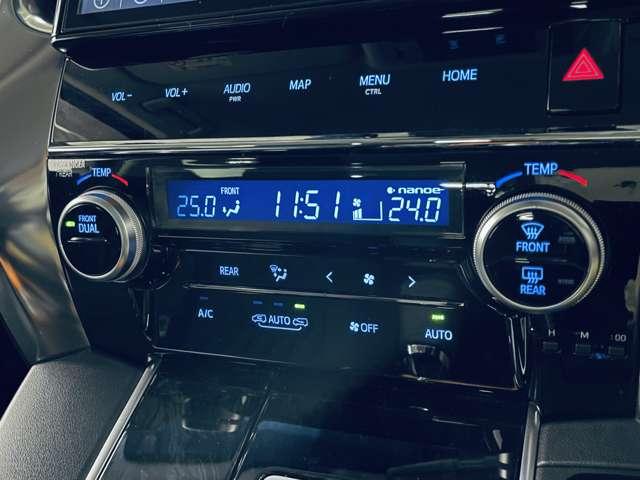 VOL− VOL+ AUDIO MAP MENU HOME
PWR CTRL
TEMP
FRONT
DUAL
FRONT nanoe
25.0 11:51 24.0
TEMP
FRONT
REAR
REAR < >
A/C AUTO OFF AUTO
H M :00